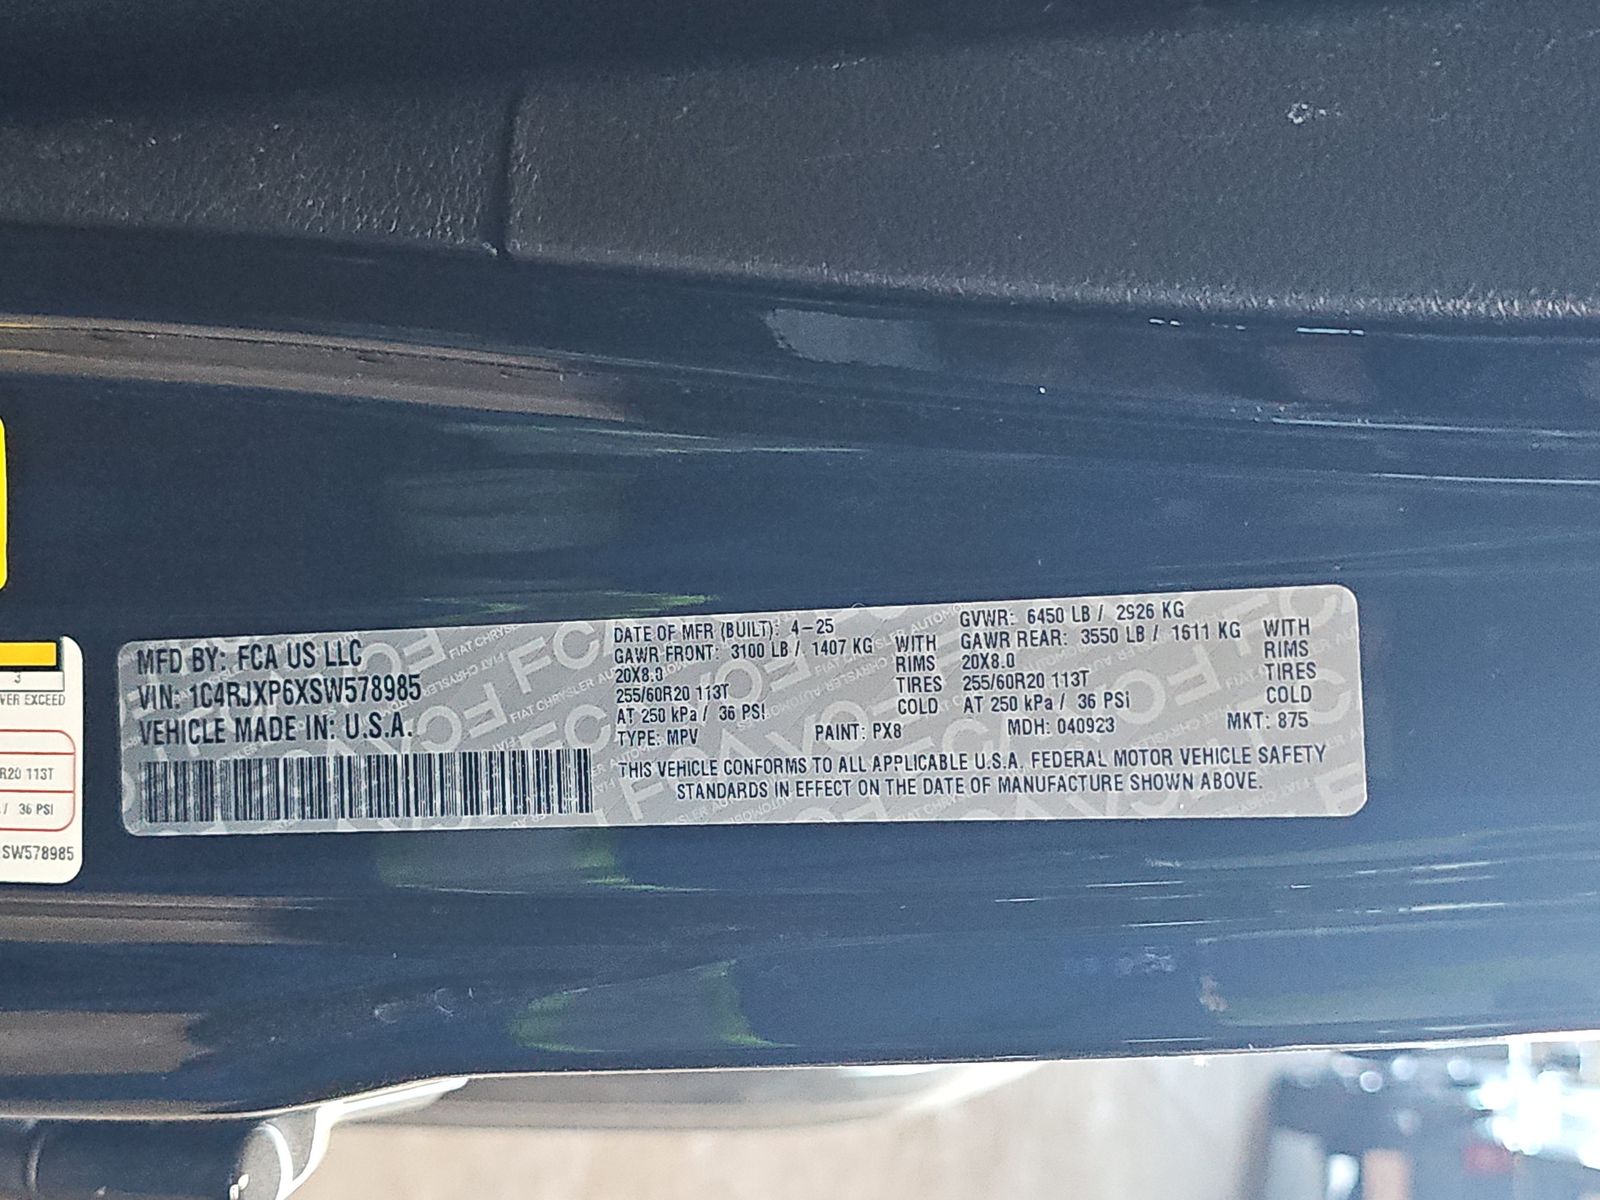 MFD BY: FCA US LLC
VIN: 1C4RJXP6XSW578985
VEHICLE MADE IN: U.S.A.
DATE OF MFR (BUILT): 4-25
GAWR FRONT: 3100 LB / 1407 KG WITH
20X8.0 RIMS
255/60R20 113T TIRES
AT 250 kPa / 36 PSI COLD
TYPE: MPV PAINT: PX8
GVWR: 6450 LB / 2926 KG
GAWR REAR: 3550 LB / 1611 KG WITH
20X8.0 RIMS
255/60R20 113T TIRES
AT 250 kPa / 36 PSI COLD
MDH: 040923 MKT: 875
THIS VEHICLE CONFORMS TO ALL APPLICABLE U.S.A. FEDERAL MOTOR VEHICLE SAFETY
STANDARDS IN EFFECT ON THE DATE OF MANUFACTURE SHOWN ABOVE.
3
VER EXCEED
R20 113T
/ 36 PSI
SW578985